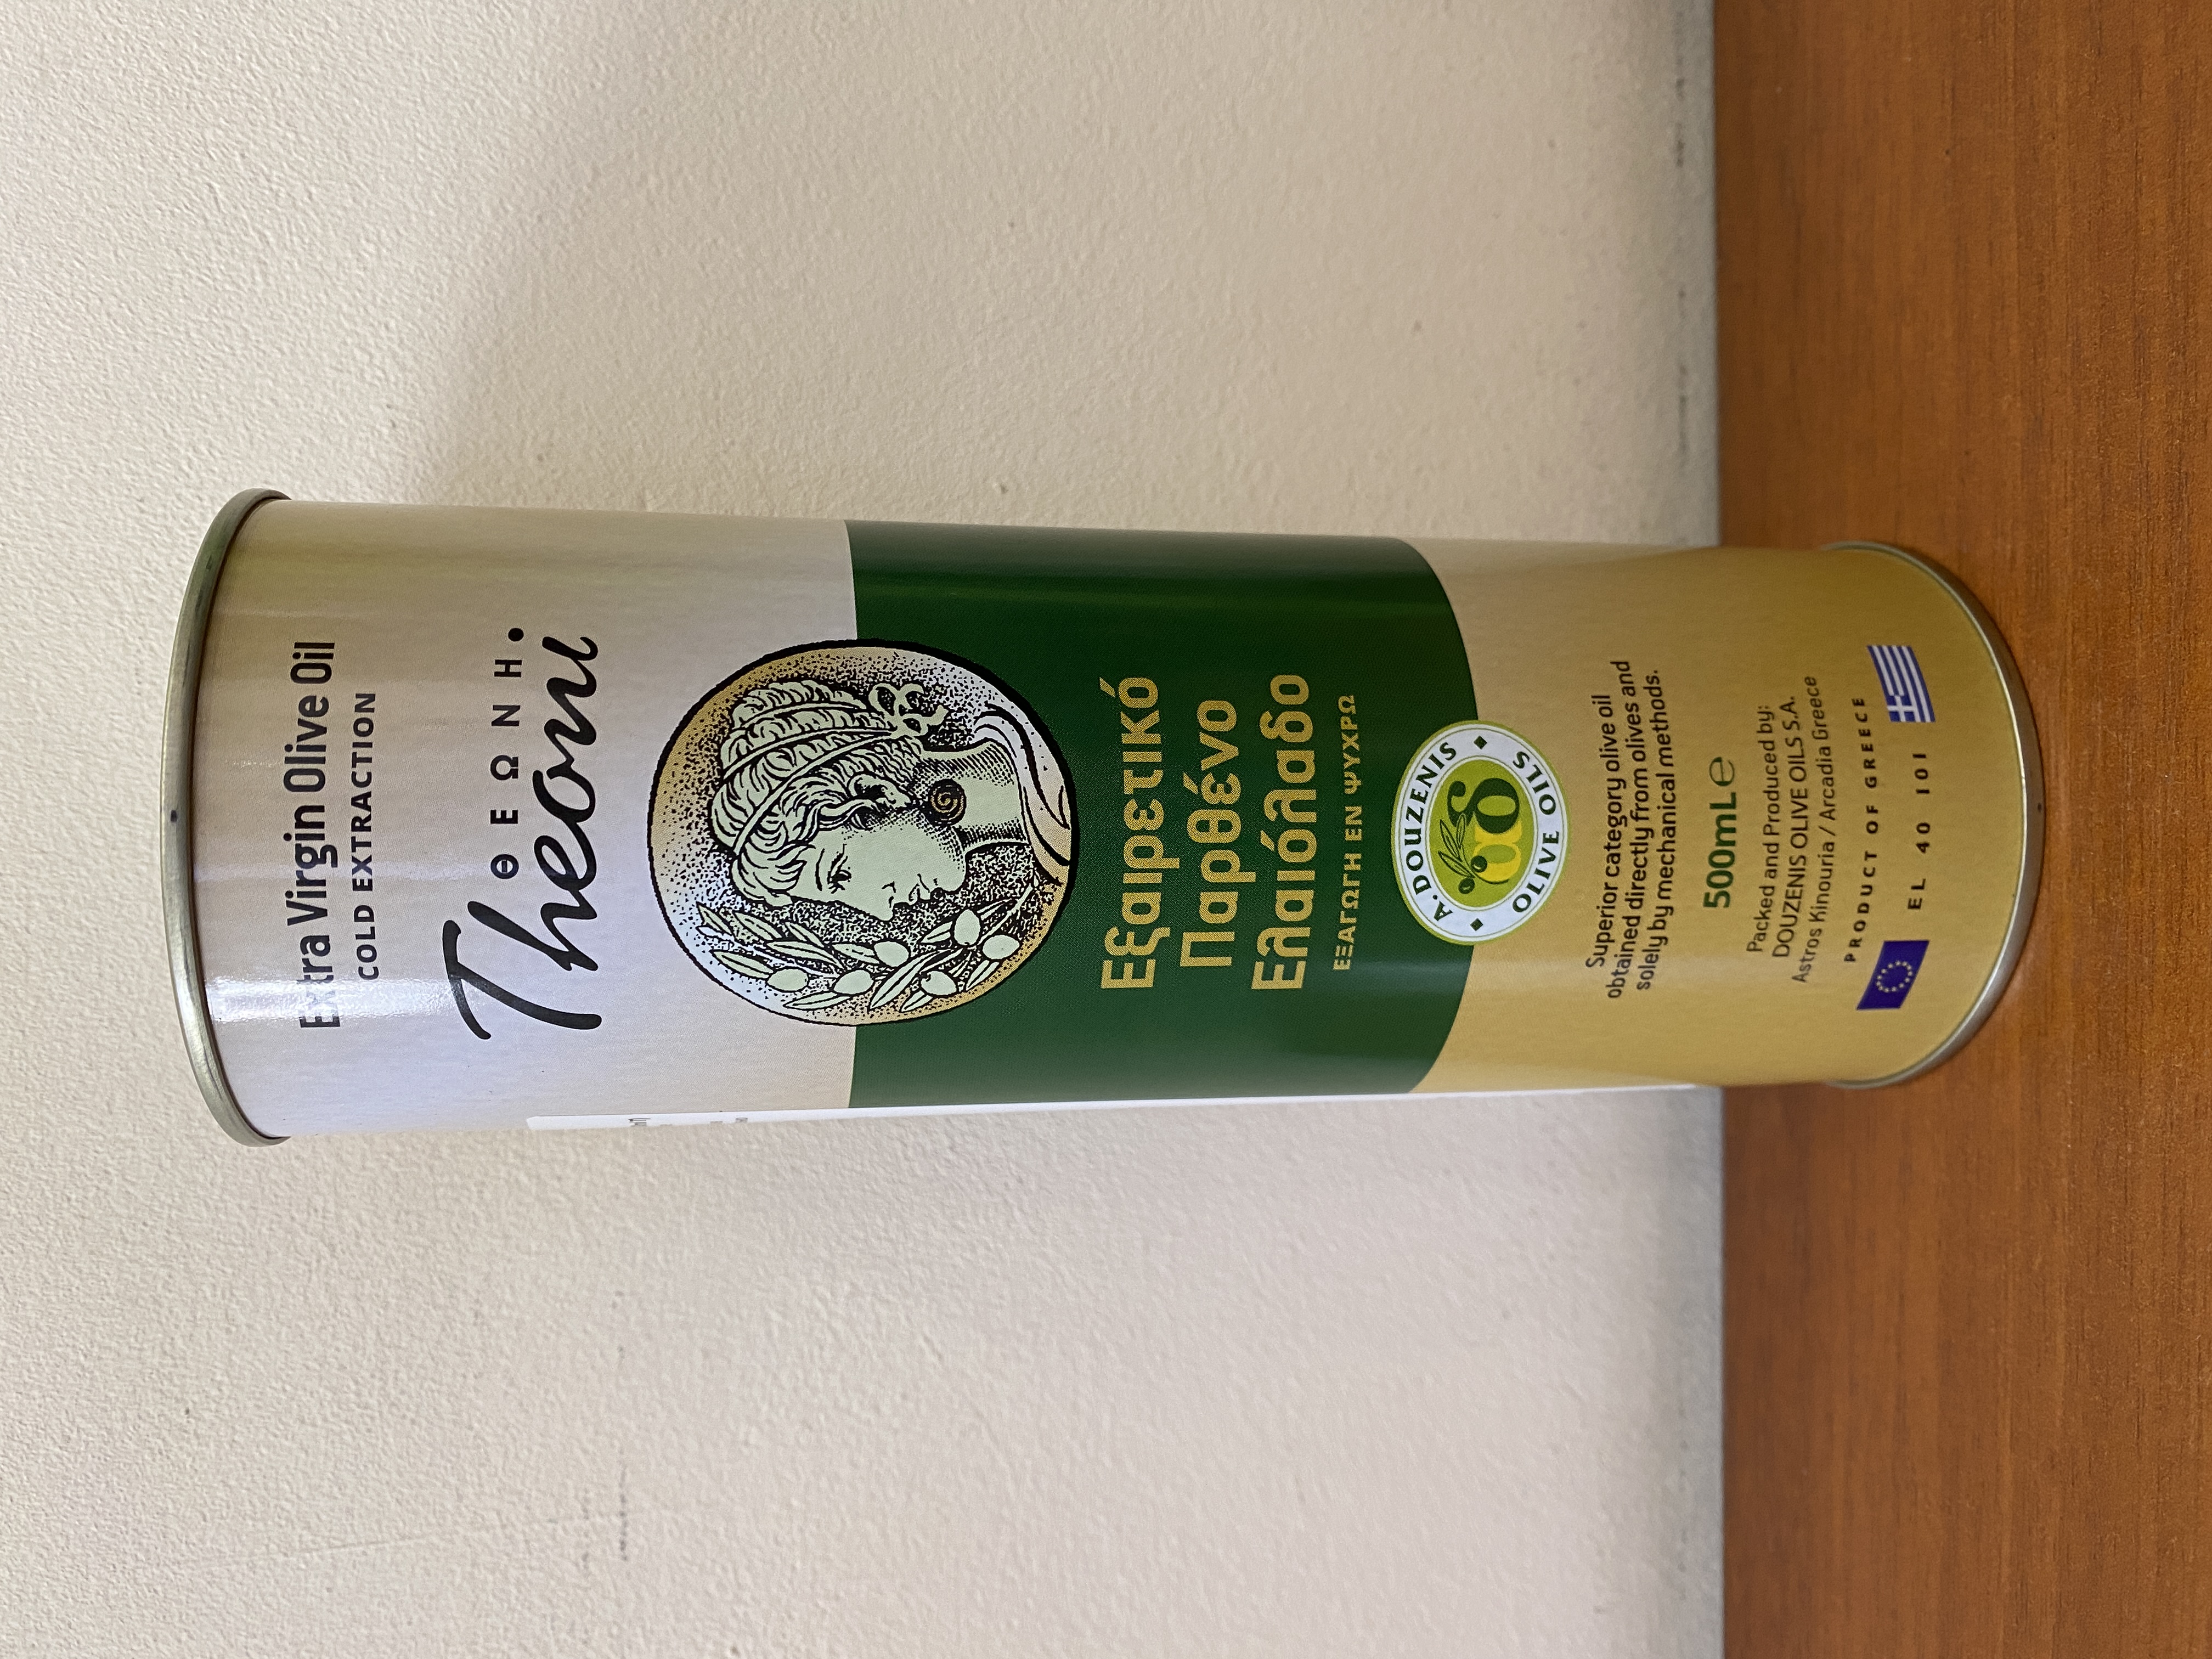 Extra Virgin Olive Oil
COLD EXTRACTION
ΘΕΩΝΗ
Theoni
Εξαιρετικό
Παρθένο
Ελαιόλαδο
ΕΞΑΓΩΓΗ ΕΝ ΨΥΧΡΩ
A. DOUZENIS
OLIVE OILS
Superior category olive oil
obtained directly from olives and
solely by mechanical methods.
500mL℮
Packed and Produced by:
DOUZENIS OLIVE OILS S.A.
Astros Kinouria / Arcadia Greece
PRODUCT OF GREECE
EL 40 101